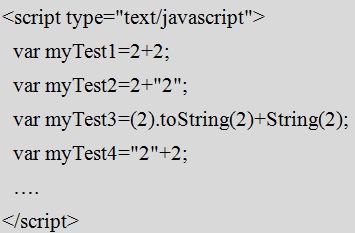 <script type="text/javascript">
var myTest1=2+2;
var myTest2=2+"2";
var myTest3=(2).toString(2)+String(2);
var myTest4="2"+2;
….
</script>